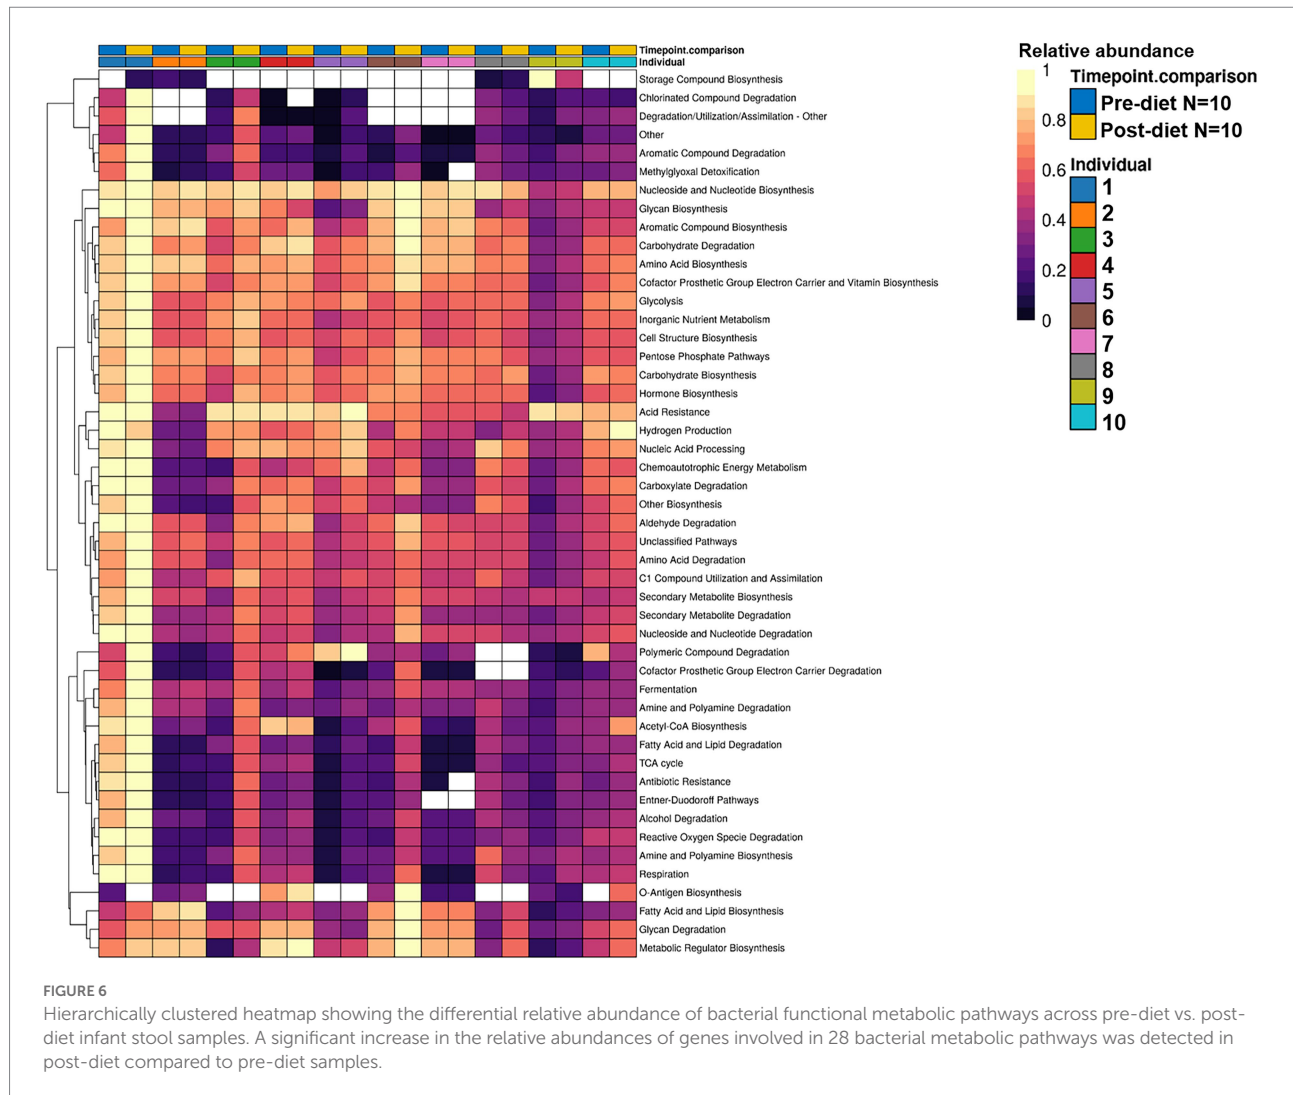 Timepoint.comparison
Individual
Storage Compound Biosynthesis
Chlorinated Compound Degradation
Degradation/Utilization/Assimilation - Other
Other
Aromatic Compound Degradation
Methylglyoxal Detoxification
Nucleoside and Nucleotide Biosynthesis
Glycan Biosynthesis
Aromatic Compound Biosynthesis
Carbohydrate Degradation
Amino Acid Biosynthesis
Cofactor Prosthetic Group Electron Carrier and Vitamin Biosynthesis
Glycolysis
Inorganic Nutrient Metabolism
Cell Structure Biosynthesis
Pentose Phosphate Pathways
Carbohydrate Biosynthesis
Hormone Biosynthesis
Acid Resistance
Hydrogen Production
Nucleic Acid Processing
Chemoautotrophic Energy Metabolism
Carboxylate Degradation
Other Biosynthesis
Aldehyde Degradation
Unclassified Pathways
Amino Acid Degradation
C1 Compound Utilization and Assimilation
Secondary Metabolite Biosynthesis
Secondary Metabolite Degradation
Nucleoside and Nucleotide Degradation
Polymeric Compound Degradation
Cofactor Prosthetic Group Electron Carrier Degradation
Fermentation
Amine and Polyamine Degradation
Acetyl-CoA Biosynthesis
Fatty Acid and Lipid Degradation
TCA cycle
Antibiotic Resistance
Entner-Duodoroff Pathways
Alcohol Degradation
Reactive Oxygen Specie Degradation
Amine and Polyamine Biosynthesis
Respiration
O-Antigen Biosynthesis
Fatty Acid and Lipid Biosynthesis
Glycan Degradation
Metabolic Regulator Biosynthesis
Relative abundance
1
0.8
0.6
0.4
0.2
0
Timepoint.comparison
Pre-diet N=10
Post-diet N=10
Individual
1
2
3
4
5
6
7
8
9
10
FIGURE 6
Hierarchically clustered heatmap showing the differential relative abundance of bacterial functional metabolic pathways across pre-diet vs. post-
diet infant stool samples. A significant increase in the relative abundances of genes involved in 28 bacterial metabolic pathways was detected in
post-diet compared to pre-diet samples.